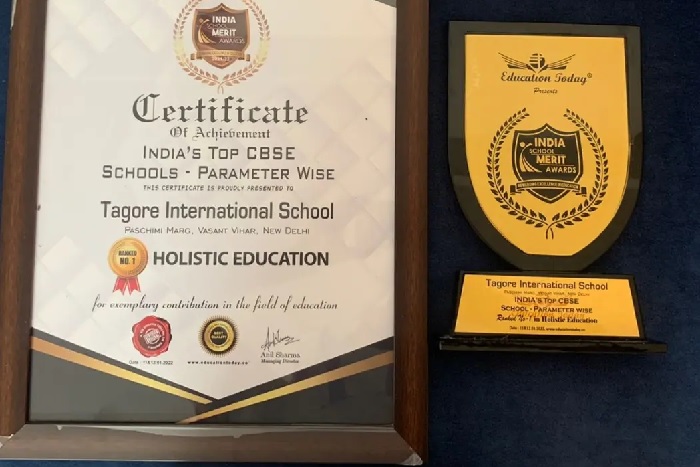 INDIA
SCHOOL
MERIT
AWARDS
Certificate
Of Achievement
INDIA'S TOP CBSE
SCHOOLS - PARAMETER WISE
THIS CERTIFICATE IS PROUDLY PRESENTED TO
Tagore International School
PASCHIMI MARG, VASANT VIHAR, NEW DELHI
RANKED
NO. 1
HOLISTIC EDUCATION
for exemplary contribution in the field of education
Anil Sharma
Managing Director
Education Today®
Presents
INDIA
SCHOOL
MERIT
AWARDS
Tagore International School
INDIA'S TOP CBSE
SCHOOL - PARAMETER WISE
Ranked No-1 in Holistic Education